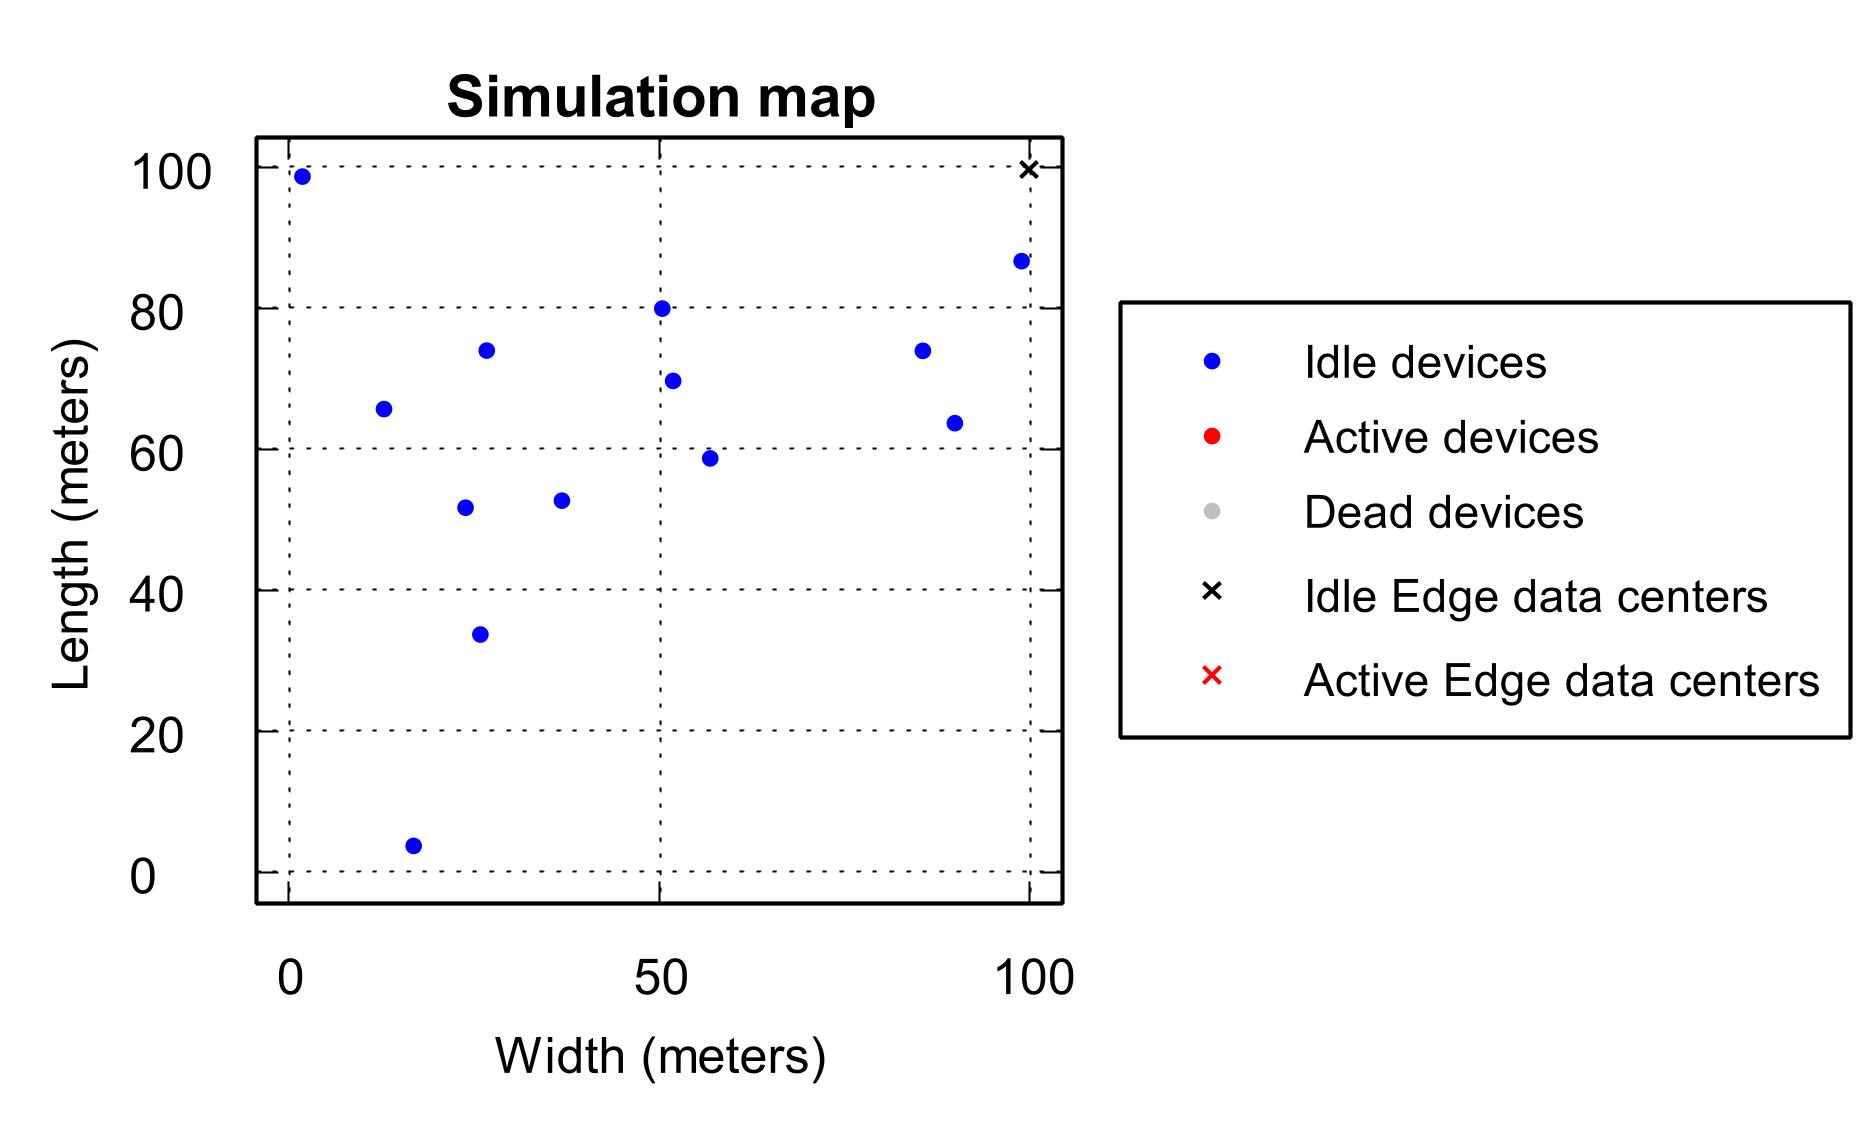 Simulation map
100
80
60
40
20
0
Length (meters)
0 50 100
Width (meters)
Idle devices
Active devices
Dead devices
Idle Edge data centers
Active Edge data centers